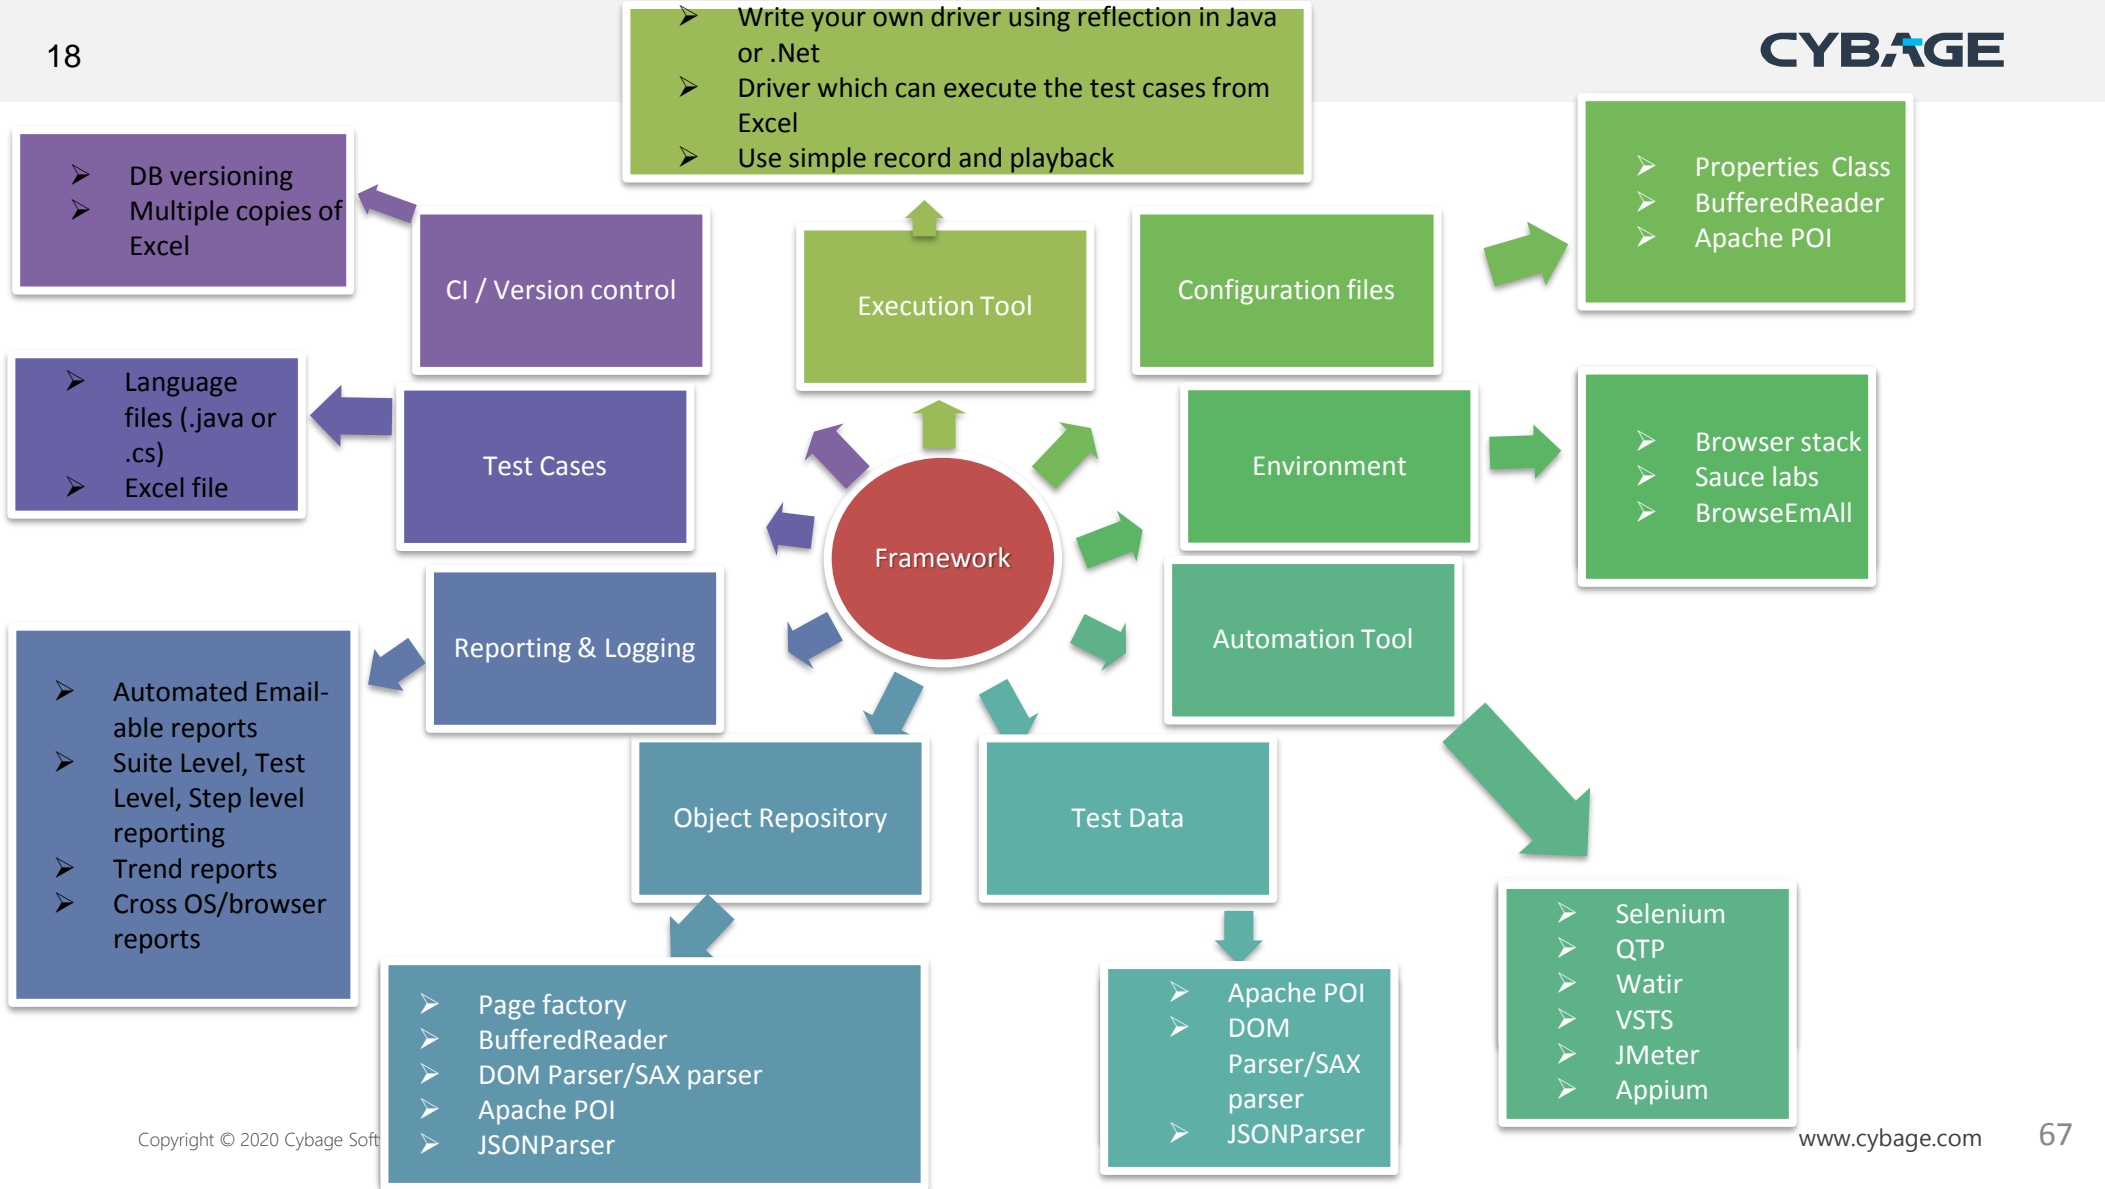 18
CYBAGE
Write your own driver using reflection in Java
or .Net
Driver which can execute the test cases from
Excel
Use simple record and playback
DB versioning
Multiple copies of
Excel
CI / Version control
Execution Tool
Configuration files
Properties  Class
BufferedReader
Apache POI
Language
files (.java or
.cs)
Excel file
Test Cases
Environment
Browser stack
Sauce labs
BrowseEmAll
Framework
Reporting & Logging
Automation Tool
Automated Email-
able reports
Suite Level, Test
Level, Step level
reporting
Trend reports
Cross OS/browser
reports
Object Repository
Test Data
Selenium
QTP
Watir
VSTS
JMeter
Appium
Page factory
BufferedReader
DOM Parser/SAX parser
Apache POI
JSONParser
Apache POI
DOM
Parser/SAX
parser
JSONParser
Copyright © 2020 Cybage
www.cybage.com
67